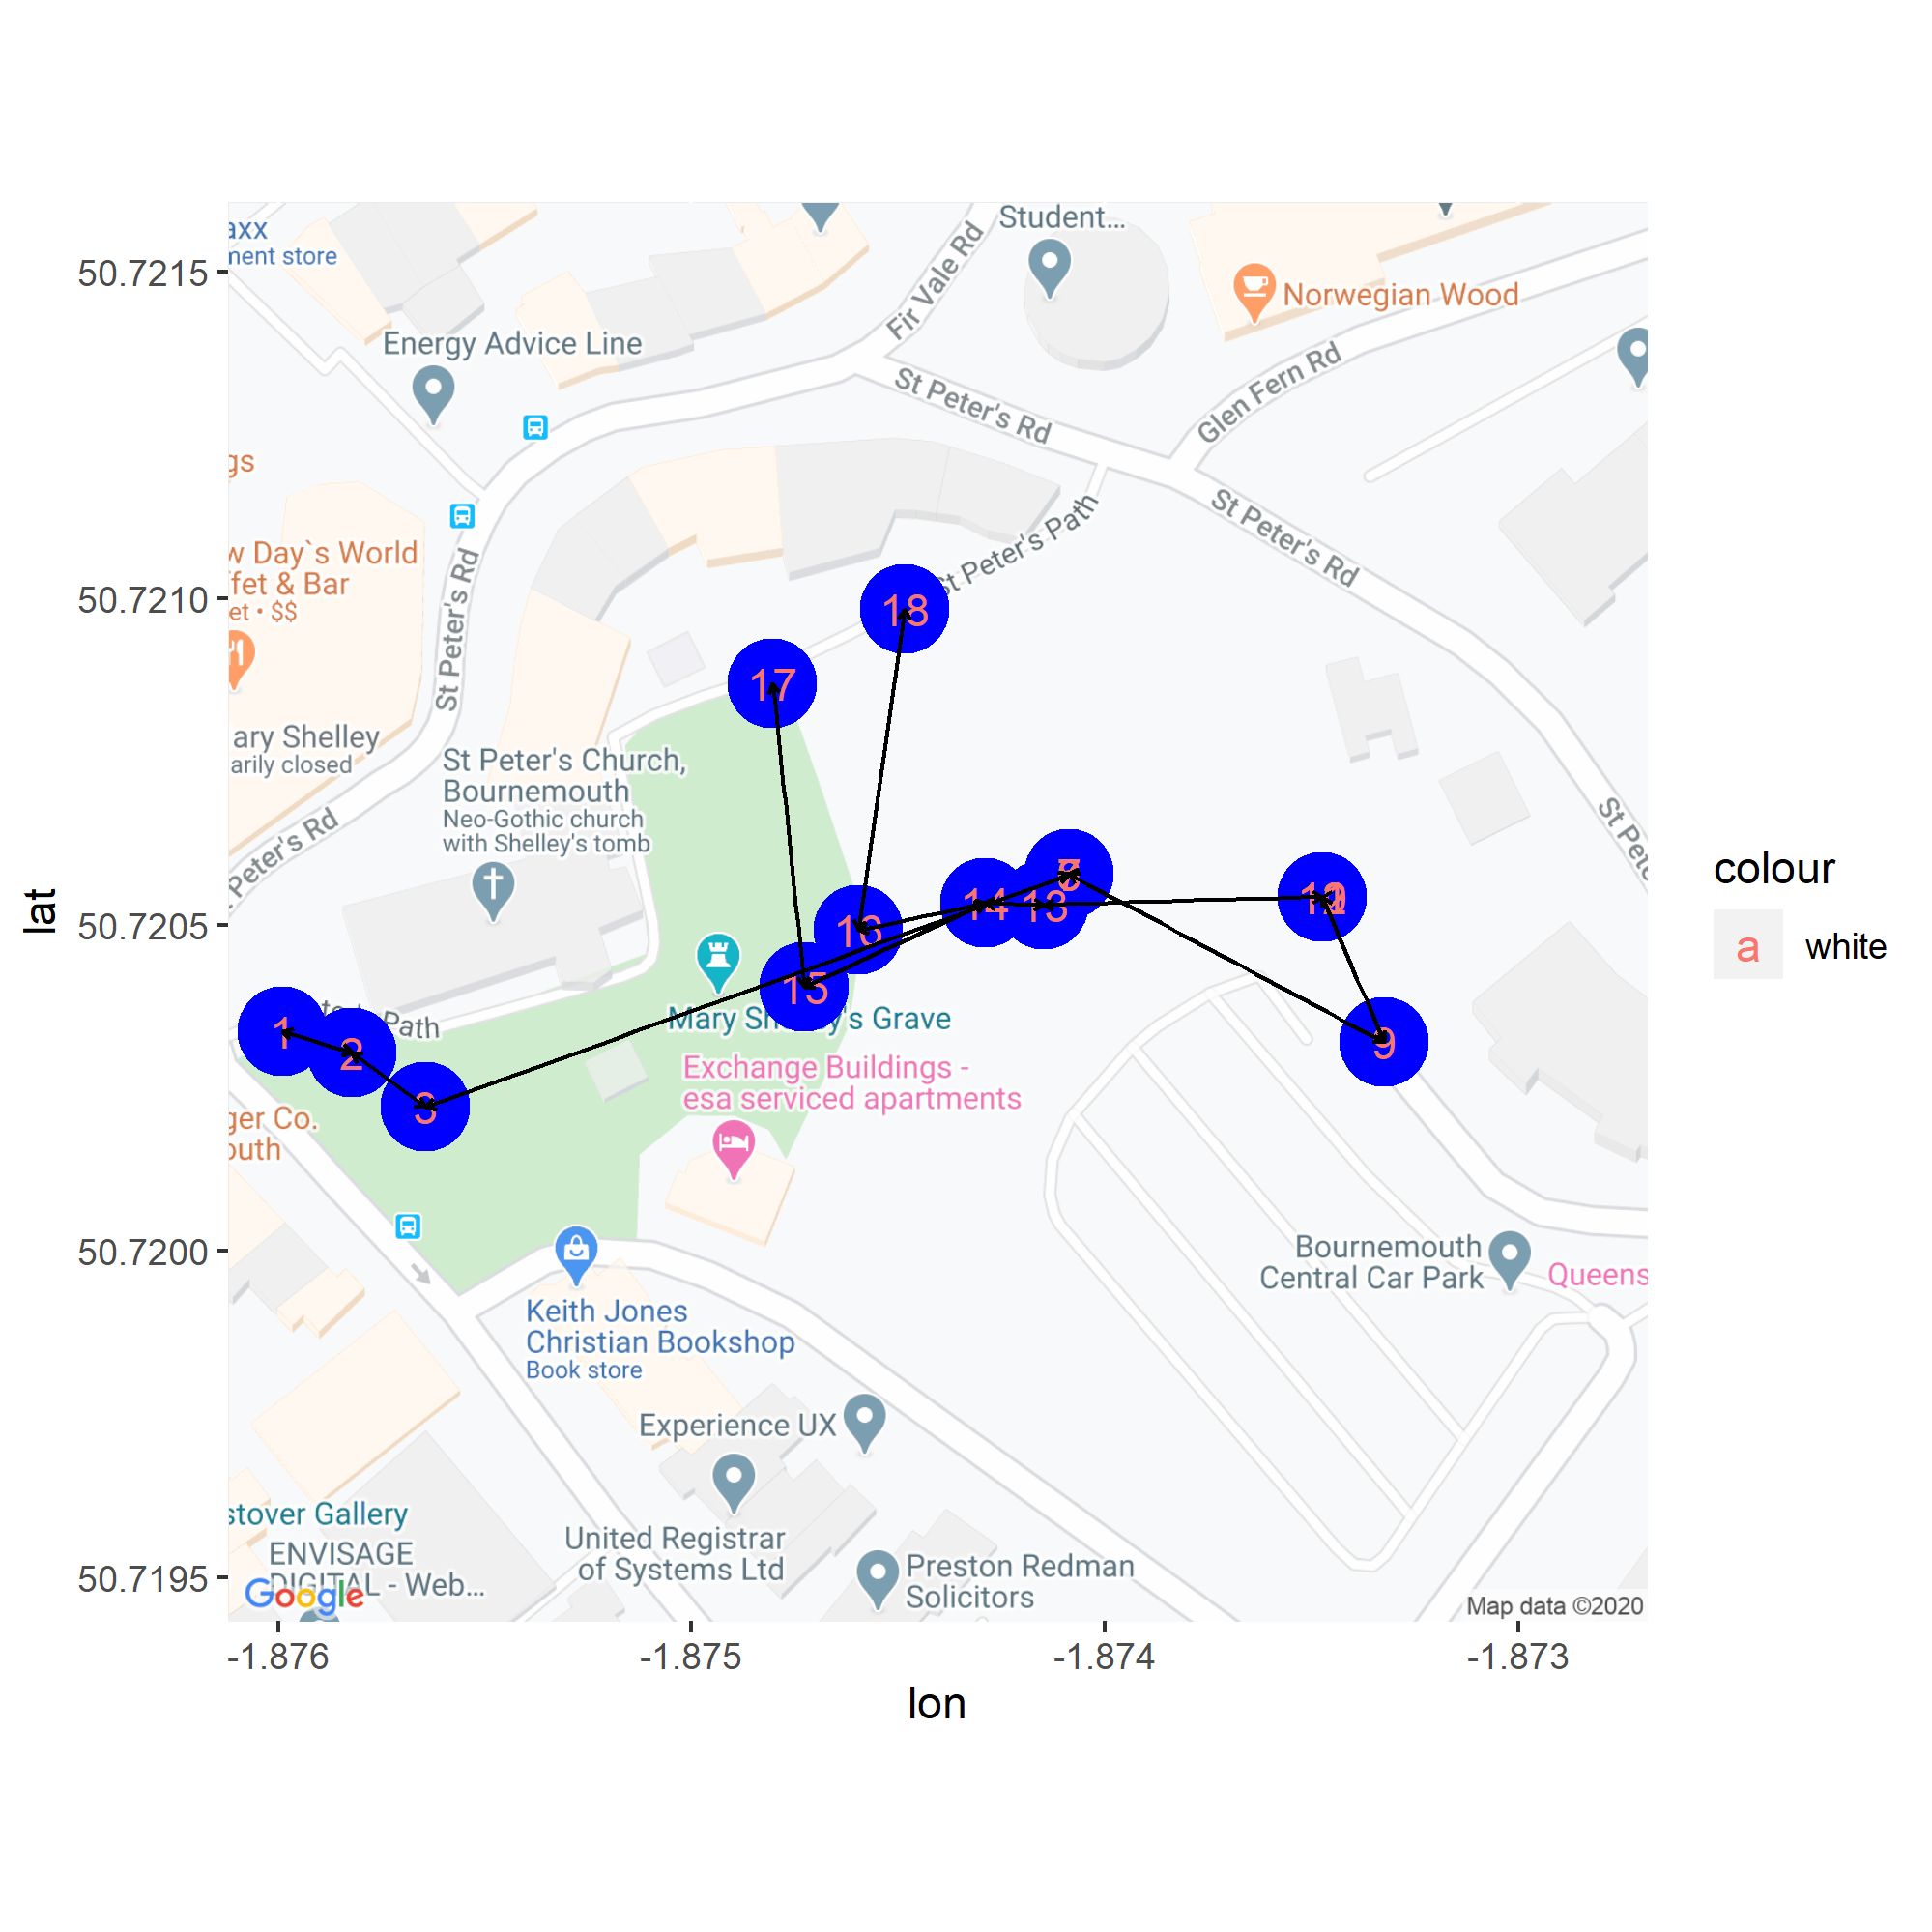 axx
ment store
Student...
Fir Vale Rd
Norwegian Wood
Energy Advice Line
St Peter's Rd
Glen Fern Rd
gs
St Peter's Path
St Peter's Rd
w Day`s World
ffet & Bar
et • $$
St Peter's Rd
18
17
ary Shelley
arily closed
St Peter's Church,
Bournemouth
Neo-Gothic church
with Shelley's tomb
Peter's Rd
St Pete
16
14
13
15
Mary Sh y's Grave
1
2
3
9
Path
Exchange Buildings -
esa serviced apartments
ger Co.
outh
Bournemouth
Central Car Park
Queens
Keith Jones
Christian Bookshop
Book store
Experience UX
United Registrar
of Systems Ltd
Preston Redman
Solicitors
stover Gallery
ENVISAGE
DIGITAL - Web...
Google
Map data ©2020
50.7215
50.7210
50.7205
50.7200
50.7195
lat
-1.876
-1.875
-1.874
-1.873
lon
colour
a white